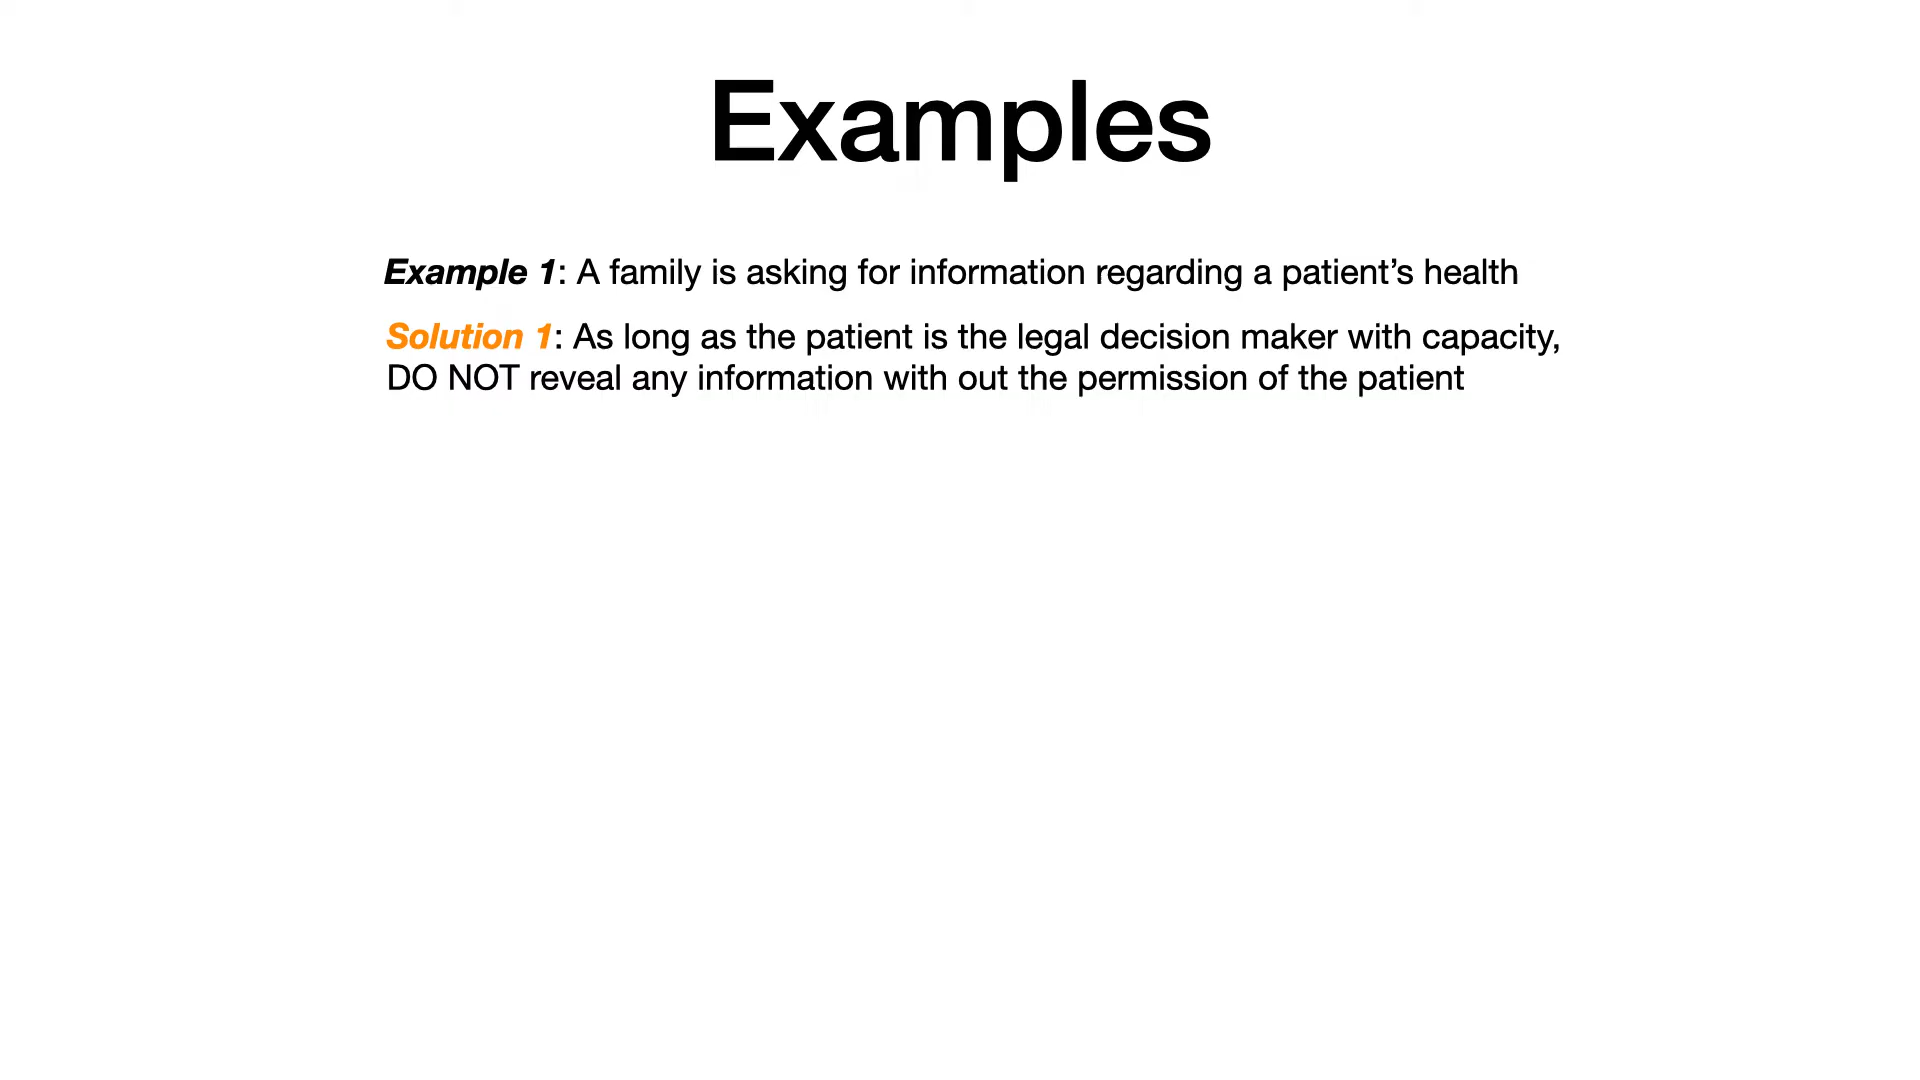 Examples
Example 1: A family is asking for information regarding a patient’s health
Solution 1: As long as the patient is the legal decision maker with capacity,
DO NOT reveal any information with out the permission of the patient